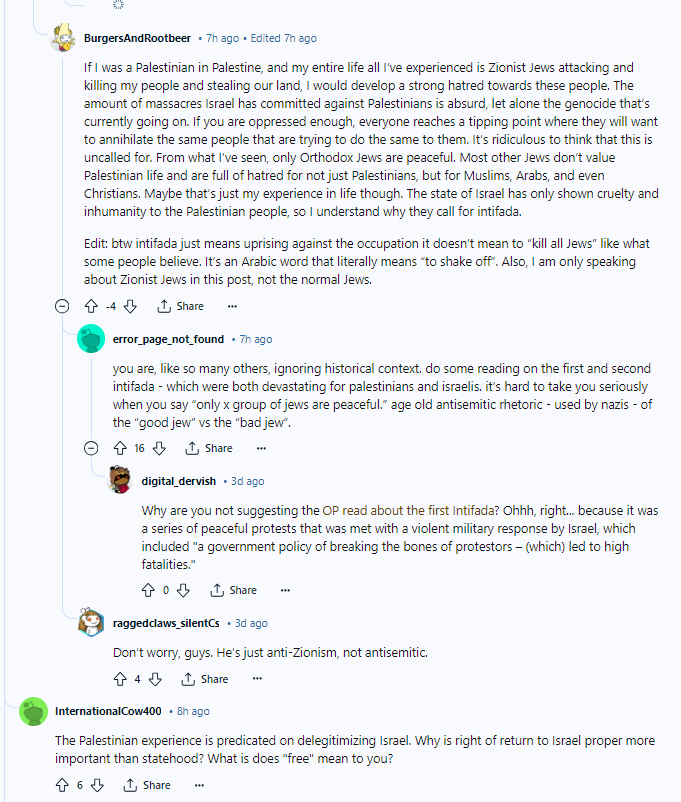 BurgersAndRootbeer • 7h ago • Edited 7h ago
If I was a Palestinian in Palestine, and my entire life all I've experienced is Zionist Jews attacking and
killing my people and stealing our land, I would develop a strong hatred towards these people. The
amount of massacres Israel has committed against Palestinians is absurd, let alone the genocide that's
currently going on. If you are oppressed enough, everyone reaches a tipping point where they will want
to annihilate the same people that are trying to do the same to them. It's ridiculous to think that this is
uncalled for. From what I've seen, only Orthodox Jews are peaceful. Most other Jews don't value
Palestinian life and are full of hatred for not just Palestinians, but for Muslims, Arabs, and even
Christians. Maybe that's just my experience in life though. The state of Israel has only shown cruelty and
inhumanity to the Palestinian people, so I understand why they call for intifada.
Edit: btw intifada just means uprising against the occupation it doesn't mean to “kill all Jews” like what
some people believe. It's an Arabic word that literally means “to shake off”. Also, I am only speaking
about Zionist Jews in this post, not the normal Jews.
-4 Share ...
error_page_not_found • 7h ago
you are, like so many others, ignoring historical context. do some reading on the first and second
intifada - which were both devastating for palestinians and israelis. it's hard to take you seriously
when you say “only x group of jews are peaceful.” age old antisemitic rhetoric - used by nazis - of
the “good jew” vs the “bad jew”.
16 Share ...
digital_dervish • 3d ago
Why are you not suggesting the OP read about the first Intifada? Ohhh, right... because it was
a series of peaceful protests that was met with a violent military response by Israel, which
included "a government policy of breaking the bones of protestors – (which) led to high
fatalities."
0 Share ...
raggedclaws_silentCs • 3d ago
Don't worry, guys. He's just anti-Zionism, not antisemitic.
4 Share ...
InternationalCow400 • 8h ago
The Palestinian experience is predicated on delegitimizing Israel. Why is right of return to Israel proper more
important than statehood? What is does "free" mean to you?
6 Share ...